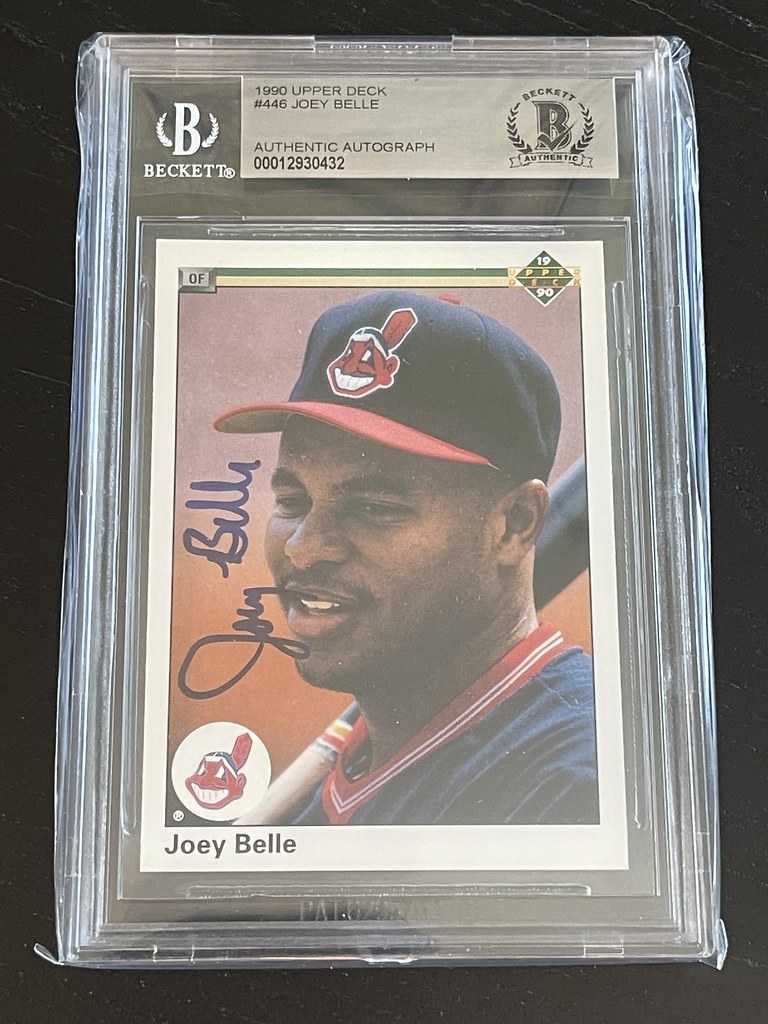 1990 UPPER DECK
#446 JOEY BELLE
AUTHENTIC AUTOGRAPH
00012930432
B
BECKETT®
BECKETT
B
AUTHENTIC
OF
19
UPPER
DECK
90
Joey Belle
®
Joey Belle